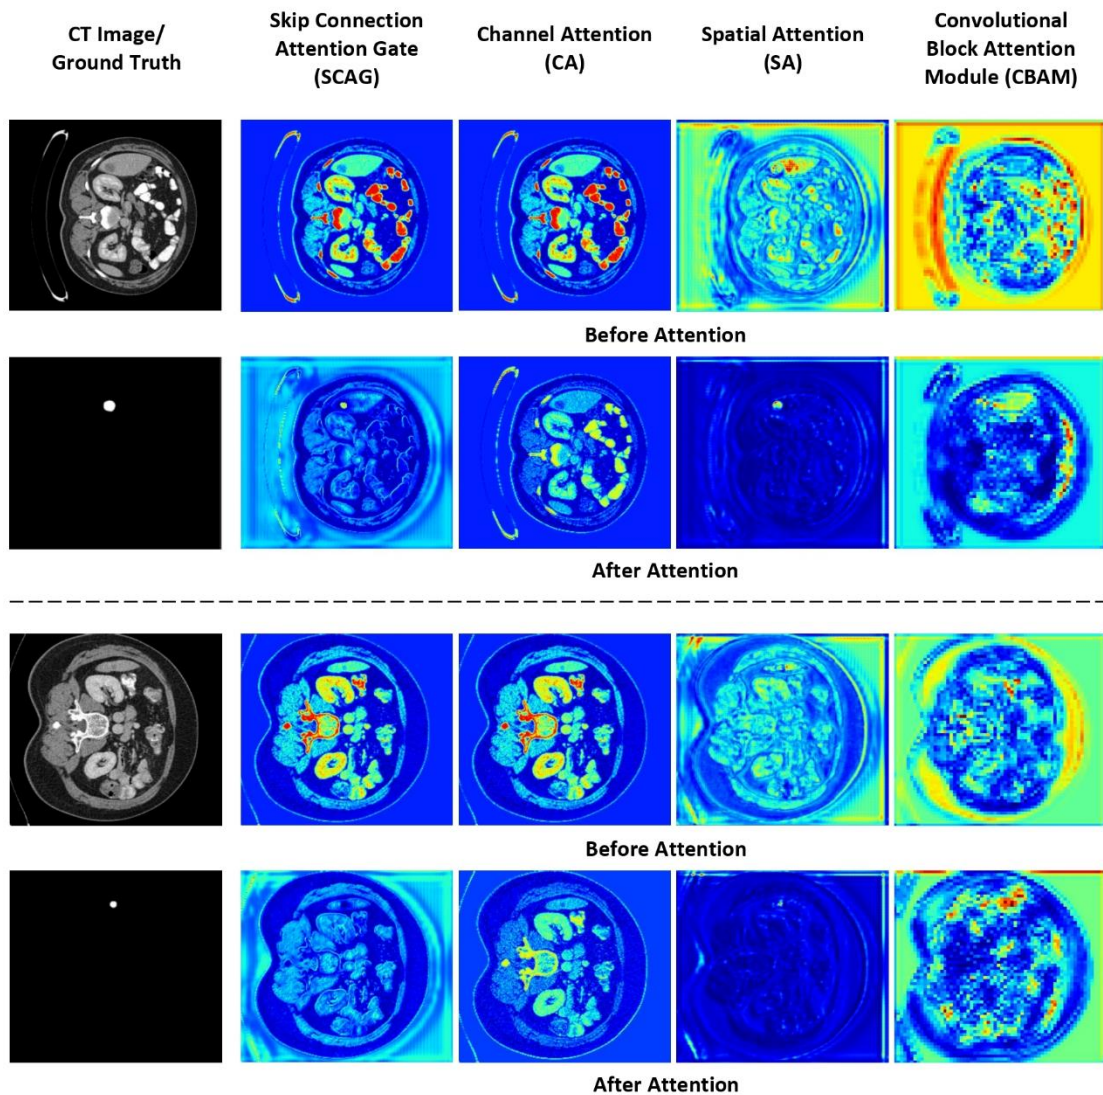 CT Image/
Ground Truth
Skip Connection
Attention Gate
(SCAG)
Channel Attention
(CA)
Spatial Attention
(SA)
Convolutional
Block Attention
Module (CBAM)
Before Attention
After Attention
Before Attention
After Attention